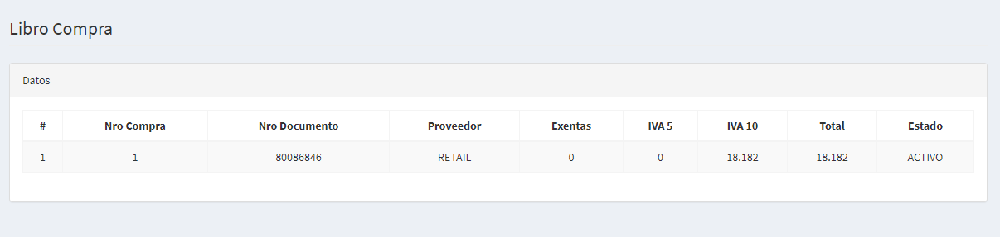 Libro Compra
Datos
# Nro Compra Nro Documento Proveedor Exentas IVA 5 IVA 10 Total Estado
1 1 80086846 RETAIL 0 0 18.182 18.182 ACTIVO